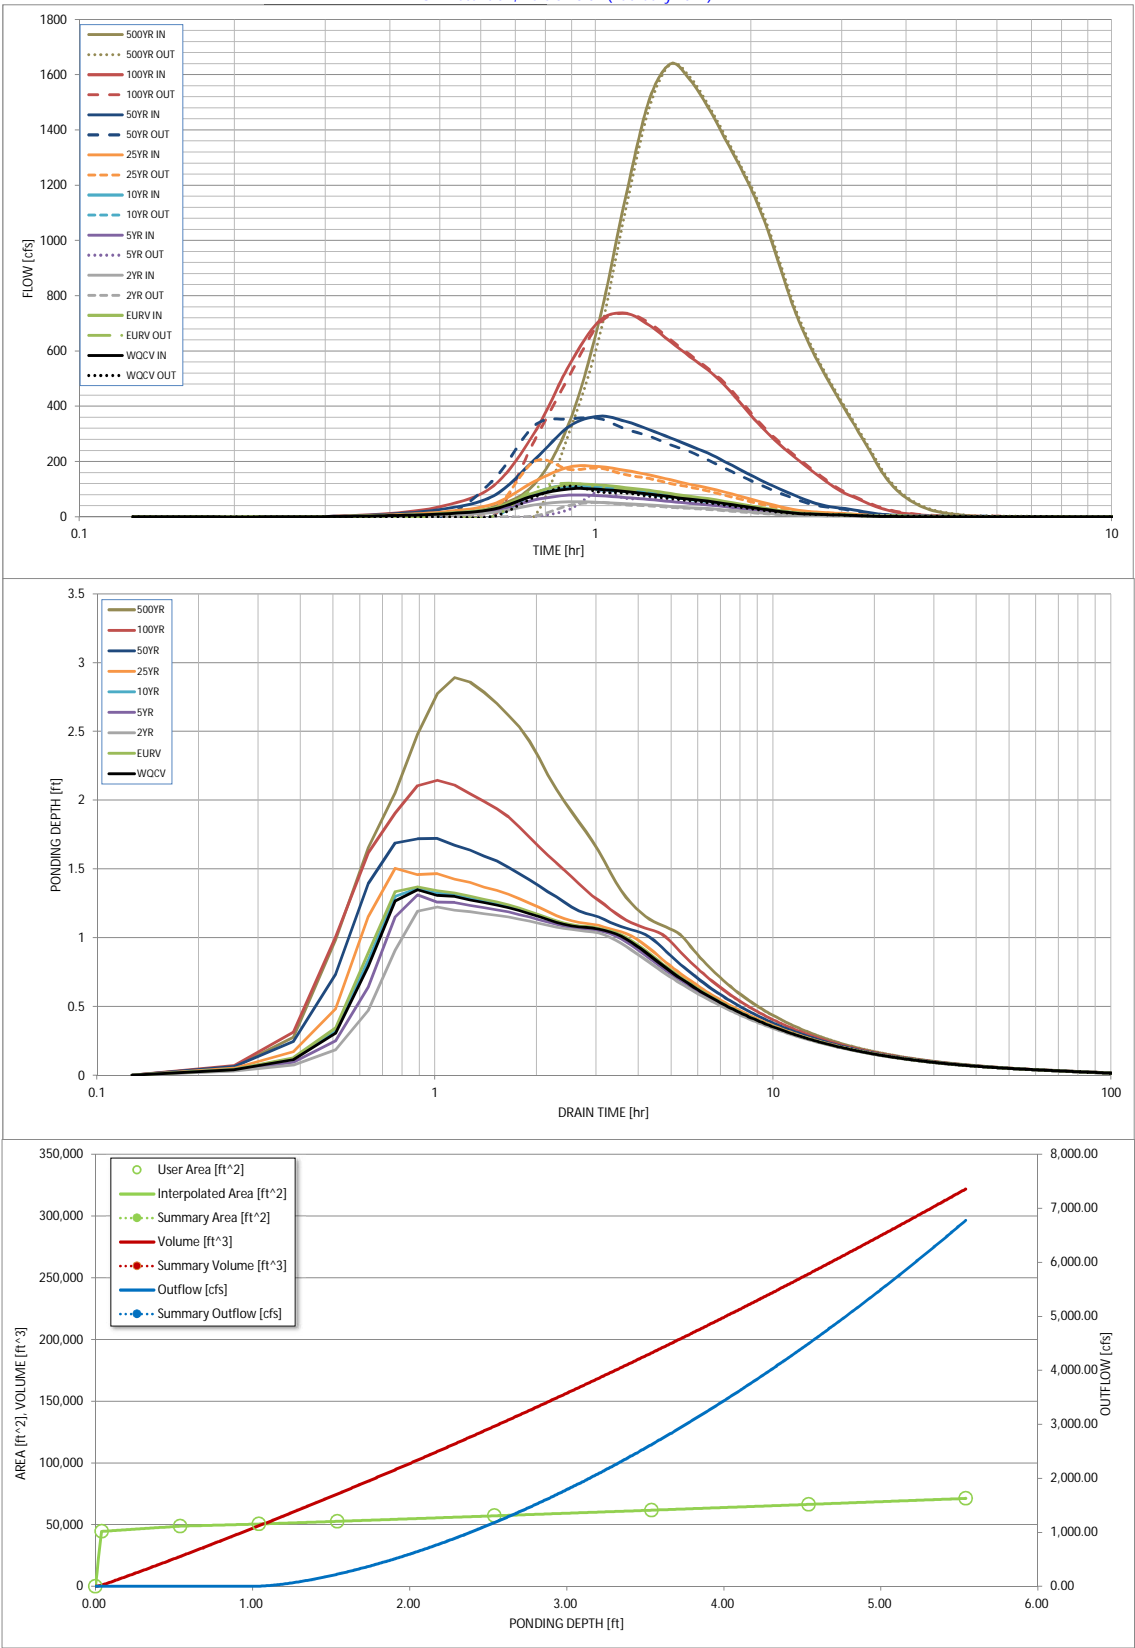 1800
1600
1400
1200
1000
800
600
400
200
0
FLOW [cfs]
500YR IN
500YR OUT
100YR IN
100YR OUT
50YR IN
50YR OUT
25YR IN
25YR OUT
10YR IN
10YR OUT
5YR IN
5YR OUT
2YR IN
2YR OUT
EURV IN
EURV OUT
WQCV IN
WQCV OUT
0.1 1 10
TIME [hr]
3.5
3
2.5
2
1.5
1
0.5
0
PONDING DEPTH [ft]
500YR
100YR
50YR
25YR
10YR
5YR
2YR
EURV
WQCV
0.1 1 10 100
DRAIN TIME [hr]
350,000
300,000
250,000
200,000
150,000
100,000
50,000
0
AREA [ft^2], VOLUME [ft^3]
User Area [ft^2]
Interpolated Area [ft^2]
Summary Area [ft^2]
Volume [ft^3]
Summary Volume [ft^3]
Outflow [cfs]
Summary Outflow [cfs]
8,000.00
7,000.00
6,000.00
5,000.00
4,000.00
3,000.00
2,000.00
1,000.00
0.00
OUTFLOW [cfs]
0.00 1.00 2.00 3.00 4.00 5.00 6.00
PONDING DEPTH [ft]